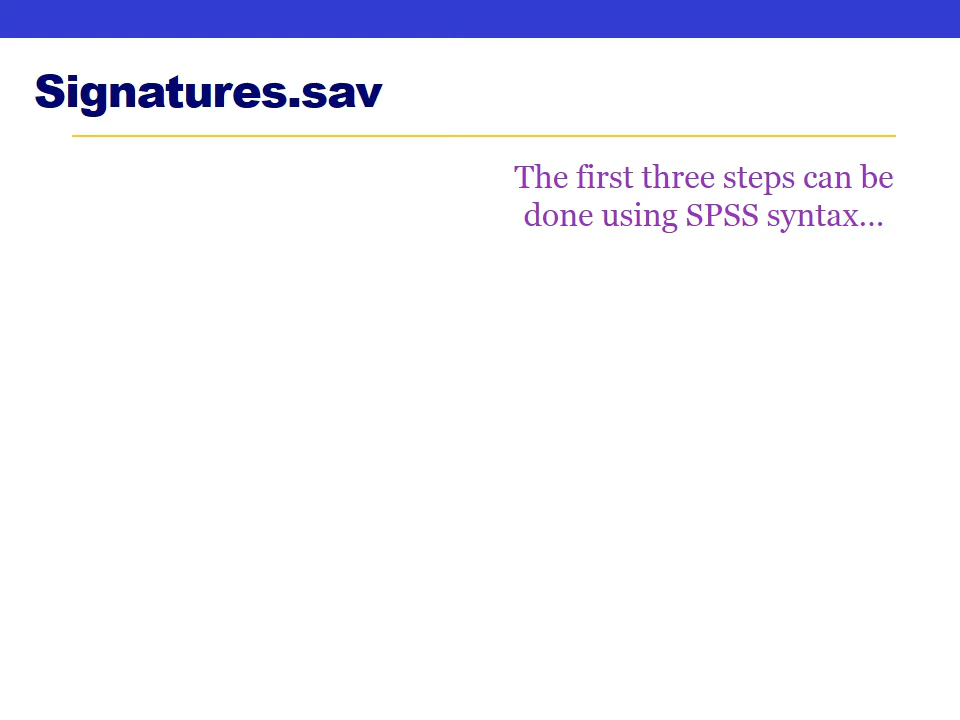 Signatures.sav
The first three steps can be
done using SPSS syntax...